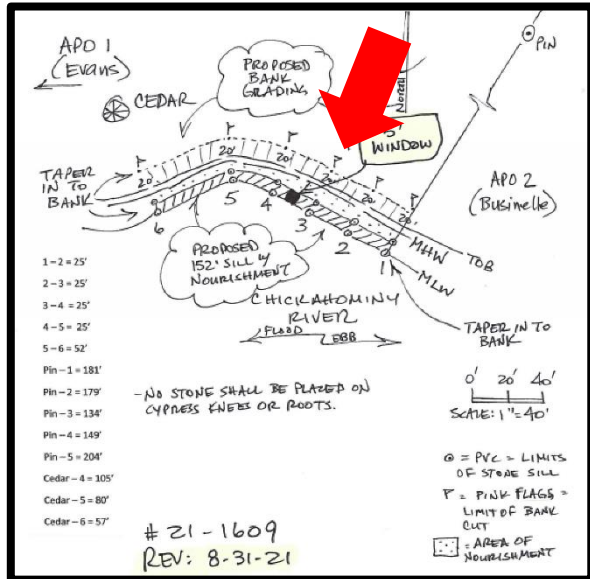 APO 1
(Evans)
CEDAR
PROPOSED
BANK
GRADING
WINDOW
PIN
APO 2
(Businelle)
TAPER
IN TO
BANK
20'
20'
20'
20'
20'
6
5
4
3
2
1
MHW
TOB
MLW
PROPOSED
152' SILL W/
NOURISHMENT
CHICKAHOMINY
RIVER
FLOOD
EBB
TAPER IN TO
BANK
1-2 = 25'
2-3 = 25'
3-4 = 25'
4-5 = 25'
5-6 = 52'
Pin-1 = 181'
Pin-2 = 179'
Pin-3 = 134'
Pin-4 = 149'
Pin-5 = 204'
Cedar-4 = 105'
Cedar-5 = 80'
Cedar-6 = 57'
-NO STONE SHALL BE PLACED ON
CYPRESS KNEES OR ROOTS.
0' 20' 40'
SCALE: 1"=40'
= PVC = LIMITS
OF STONE SILL
= PINK FLAGS =
LIMIT OF BANK
CUT
= AREA OF
NOURISHMENT
# 21-1609
REV: 8-31-21